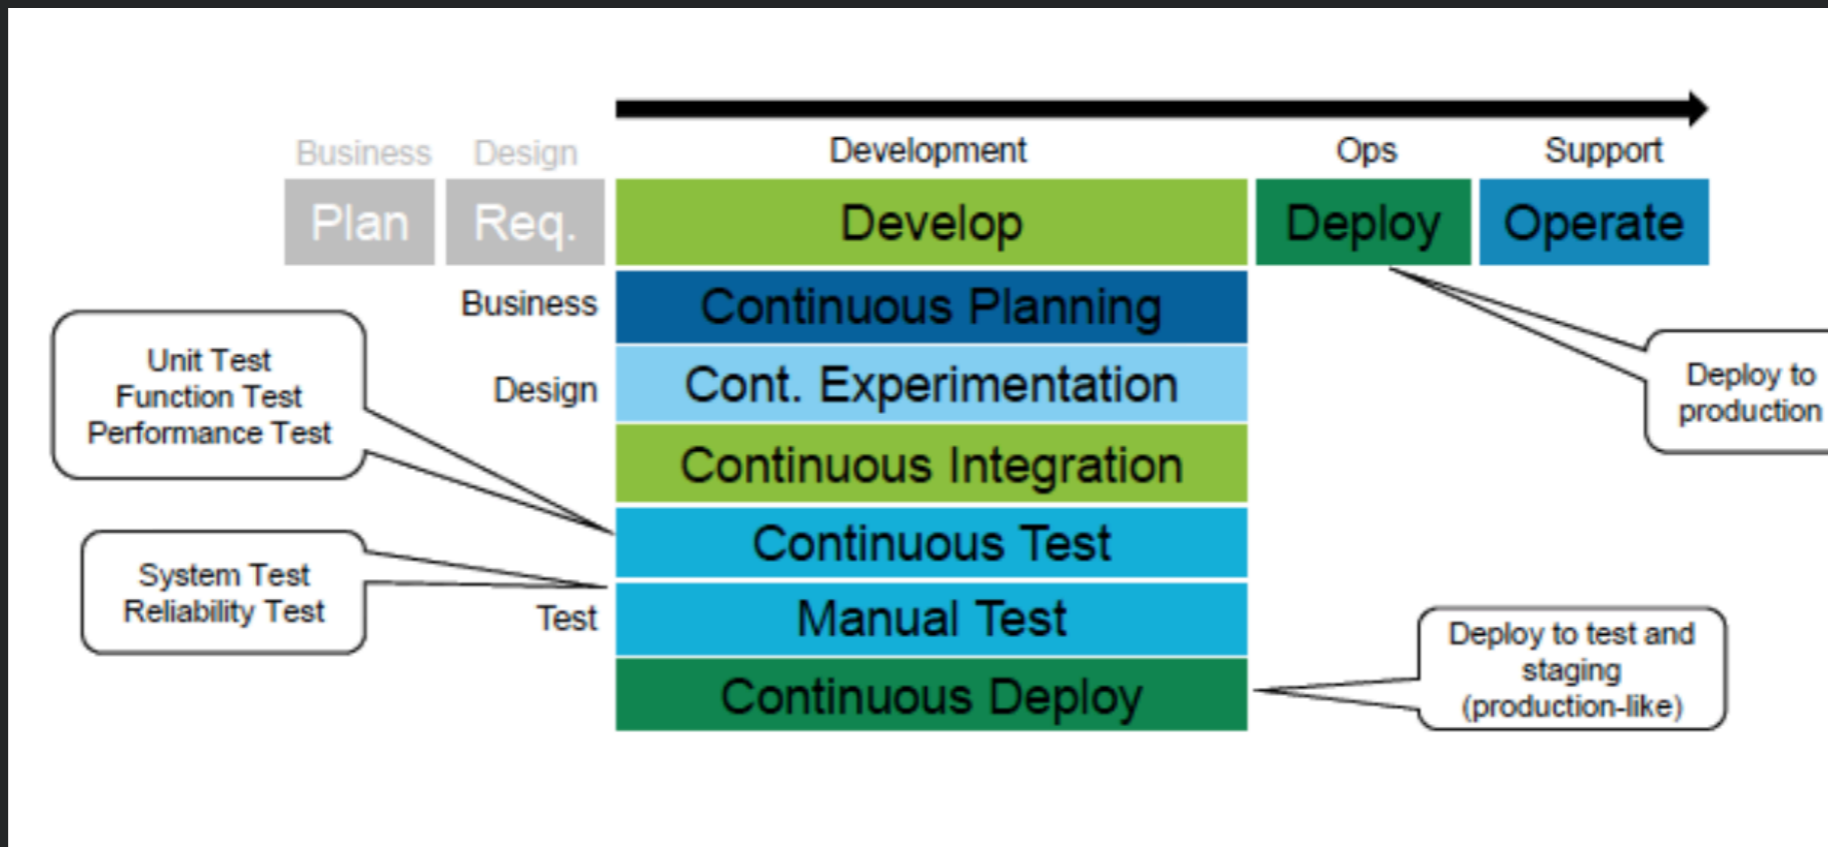 Business
Design
Development
Ops
Support
Plan
Req.
Develop
Deploy
Operate
Business
Continuous Planning
Design
Cont. Experimentation
Continuous Integration
Continuous Test
Test
Manual Test
Continuous Deploy
Unit Test
Function Test
Performance Test
System Test
Reliability Test
Deploy to
production
Deploy to test and
staging
(production-like)